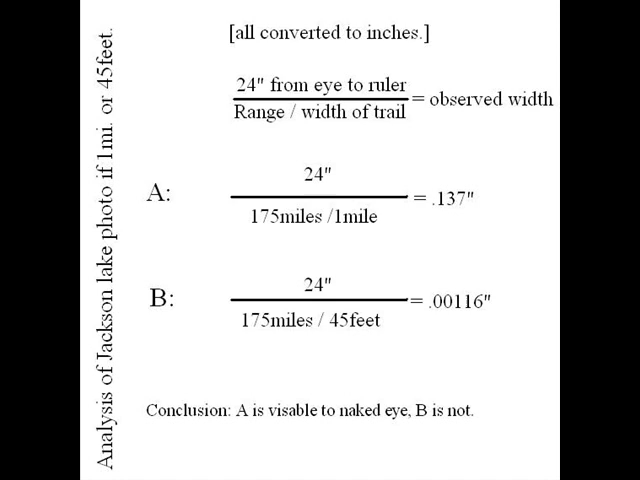 Analysis of Jackson lake photo if 1mi. or 45feet.
[all converted to inches.]
24" from eye to ruler
Range / width of trail
= observed width
A:
24"
175miles /1mile
= .137"
B:
24"
175miles / 45feet
= .00116"
Conclusion: A is visable to naked eye, B is not.